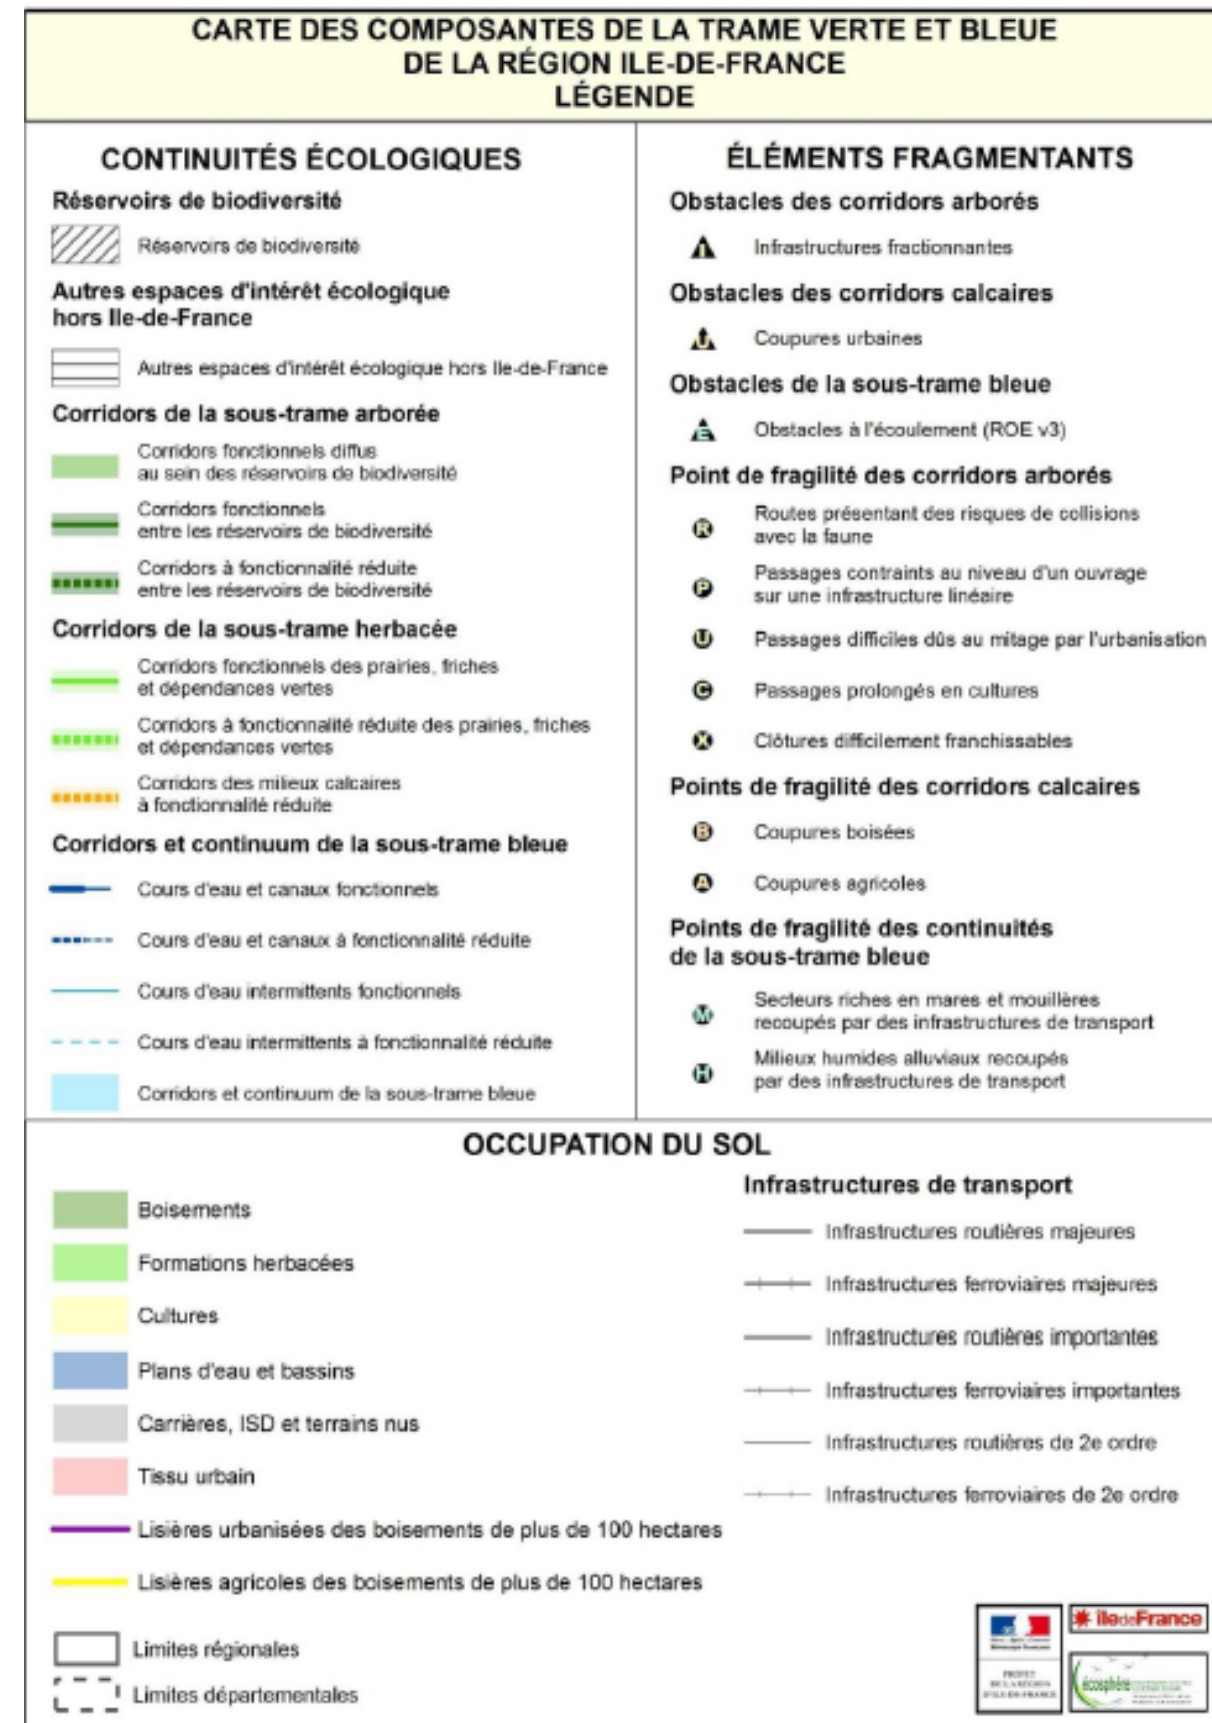 CARTE DES COMPOSANTES DE LA TRAME VERTE ET BLEUE
DE LA RÉGION ILE-DE-FRANCE
LÉGENDE
CONTINUITÉS ÉCOLOGIQUES
Réservoirs de biodiversité
Réservoirs de biodiversité
Autres espaces d'intérêt écologique
hors Ile-de-France
Autres espaces d'intérêt écologique hors Ile-de-France
Corridors de la sous-trame arborée
Corridors fonctionnels diffus
au sein des réservoirs de biodiversité
Corridors fonctionnels
entre les réservoirs de biodiversité
Corridors à fonctionnalité réduite
entre les réservoirs de biodiversité
Corridors de la sous-trame herbacée
Corridors fonctionnels des prairies, friches
et dépendances vertes
Corridors à fonctionnalité réduite des prairies, friches
et dépendances vertes
Corridors des milieux calcaires
à fonctionnalité réduite
Corridors et continuum de la sous-trame bleue
Cours d'eau et canaux fonctionnels
Cours d'eau et canaux à fonctionnalité réduite
Cours d'eau intermittents fonctionnels
Cours d'eau intermittents à fonctionnalité réduite
Corridors et continuum de la sous-trame bleue
ÉLÉMENTS FRAGMENTANTS
Obstacles des corridors arborés
I Infrastructures fractionnantes
Obstacles des corridors calcaires
U Coupures urbaines
Obstacles de la sous-trame bleue
E Obstacles à l'écoulement (ROE v3)
Point de fragilité des corridors arborés
R Routes présentant des risques de collisions
avec la faune
P Passages contraints au niveau d'un ouvrage
sur une infrastructure linéaire
U Passages difficiles dûs au mitage par l'urbanisation
C Passages prolongés en cultures
X Clôtures difficilement franchissables
Points de fragilité des corridors calcaires
B Coupures boisées
A Coupures agricoles
Points de fragilité des continuités
de la sous-trame bleue
M Secteurs riches en mares et mouillères
recoupés par des infrastructures de transport
H Milieux humides alluviaux recoupés
par des infrastructures de transport
OCCUPATION DU SOL
Boisements
Formations herbacées
Cultures
Plans d'eau et bassins
Carrières, ISD et terrains nus
Tissu urbain
Lisières urbanisées des boisements de plus de 100 hectares
Lisières agricoles des boisements de plus de 100 hectares
Limites régionales
Limites départementales
Infrastructures de transport
Infrastructures routières majeures
Infrastructures ferroviaires majeures
Infrastructures routières importantes
Infrastructures ferroviaires importantes
Infrastructures routières de 2e ordre
Infrastructures ferroviaires de 2e ordre
PRÉFET
DE LA RÉGION
D'ILE-DE-FRANCE
île de France
écosphère